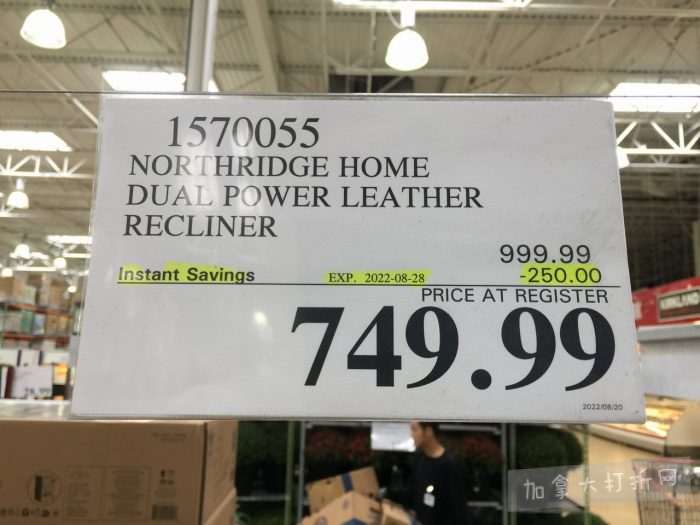 1570055
NORTHRIDGE HOME
DUAL POWER LEATHER
RECLINER
999.99
Instant Savings EXP. 2022-08-28 -250.00
PRICE AT REGISTER
749.99
2022/08/20
加拿大打折网